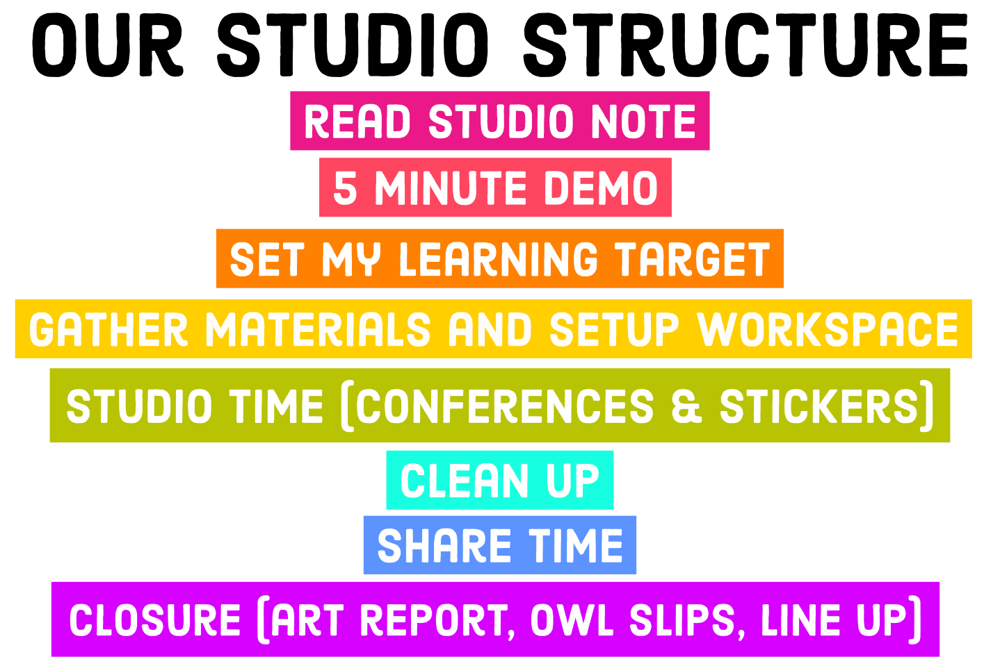 OUR STUDIO STRUCTURE
READ STUDIO NOTE
5 MINUTE DEMO
SET MY LEARNING TARGET
GATHER MATERIALS AND SETUP WORKSPACE
STUDIO TIME (CONFERENCES & STICKERS)
CLEAN UP
SHARE TIME
CLOSURE (ART REPORT, OWL SLIPS, LINE UP)